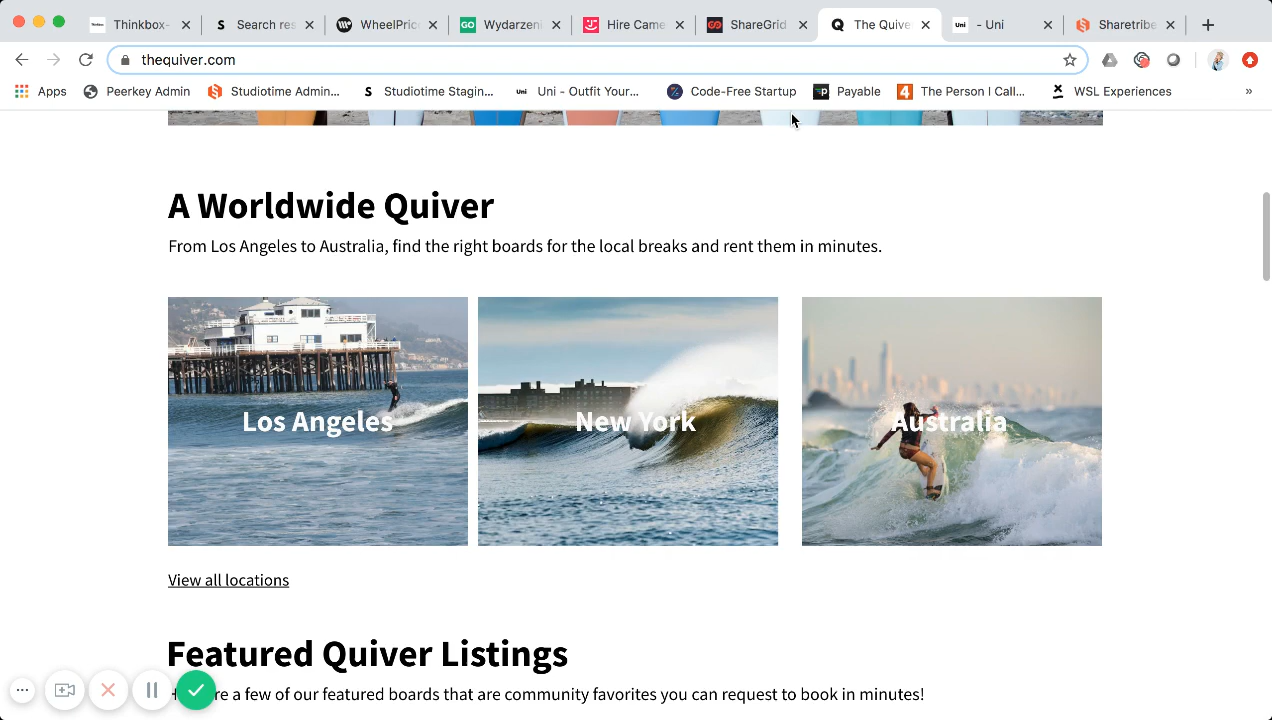 Thinkbox-
Search res
WheelPric
Wydarzeni
Hire Came
ShareGrid
The Quive
- Uni
Sharetribe
thequiver.com
Apps
Peerkey Admin
Studiotime Admin...
Studiotime Stagin...
Uni - Outfit Your...
Code-Free Startup
Payable
The Person I Call...
WSL Experiences
»
A Worldwide Quiver
From Los Angeles to Australia, find the right boards for the local breaks and rent them in minutes.
Los Angeles
New York
Australia
View all locations
Featured Quiver Listings
re a few of our featured boards that are community favorites you can request to book in minutes!